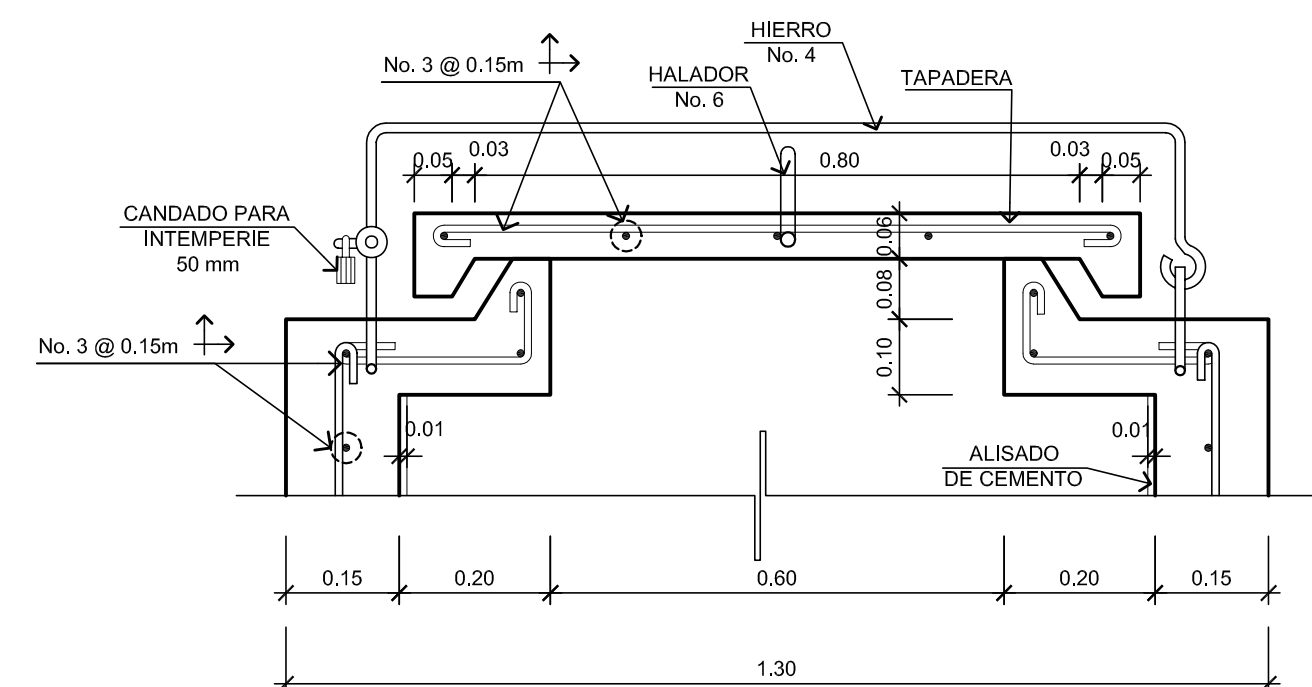 HIERRO
No. 4
No. 3 @ 0.15m
HALADOR
No. 6
TAPADERA
0.05
0.03
0.80
0.03
0.05
CANDADO PARA
INTEMPERIE
50 mm
0.06
0.08
0.10
No. 3 @ 0.15m
0.01
0.01
ALISADO
DE CEMENTO
0.15
0.20
0.60
0.20
0.15
1.30